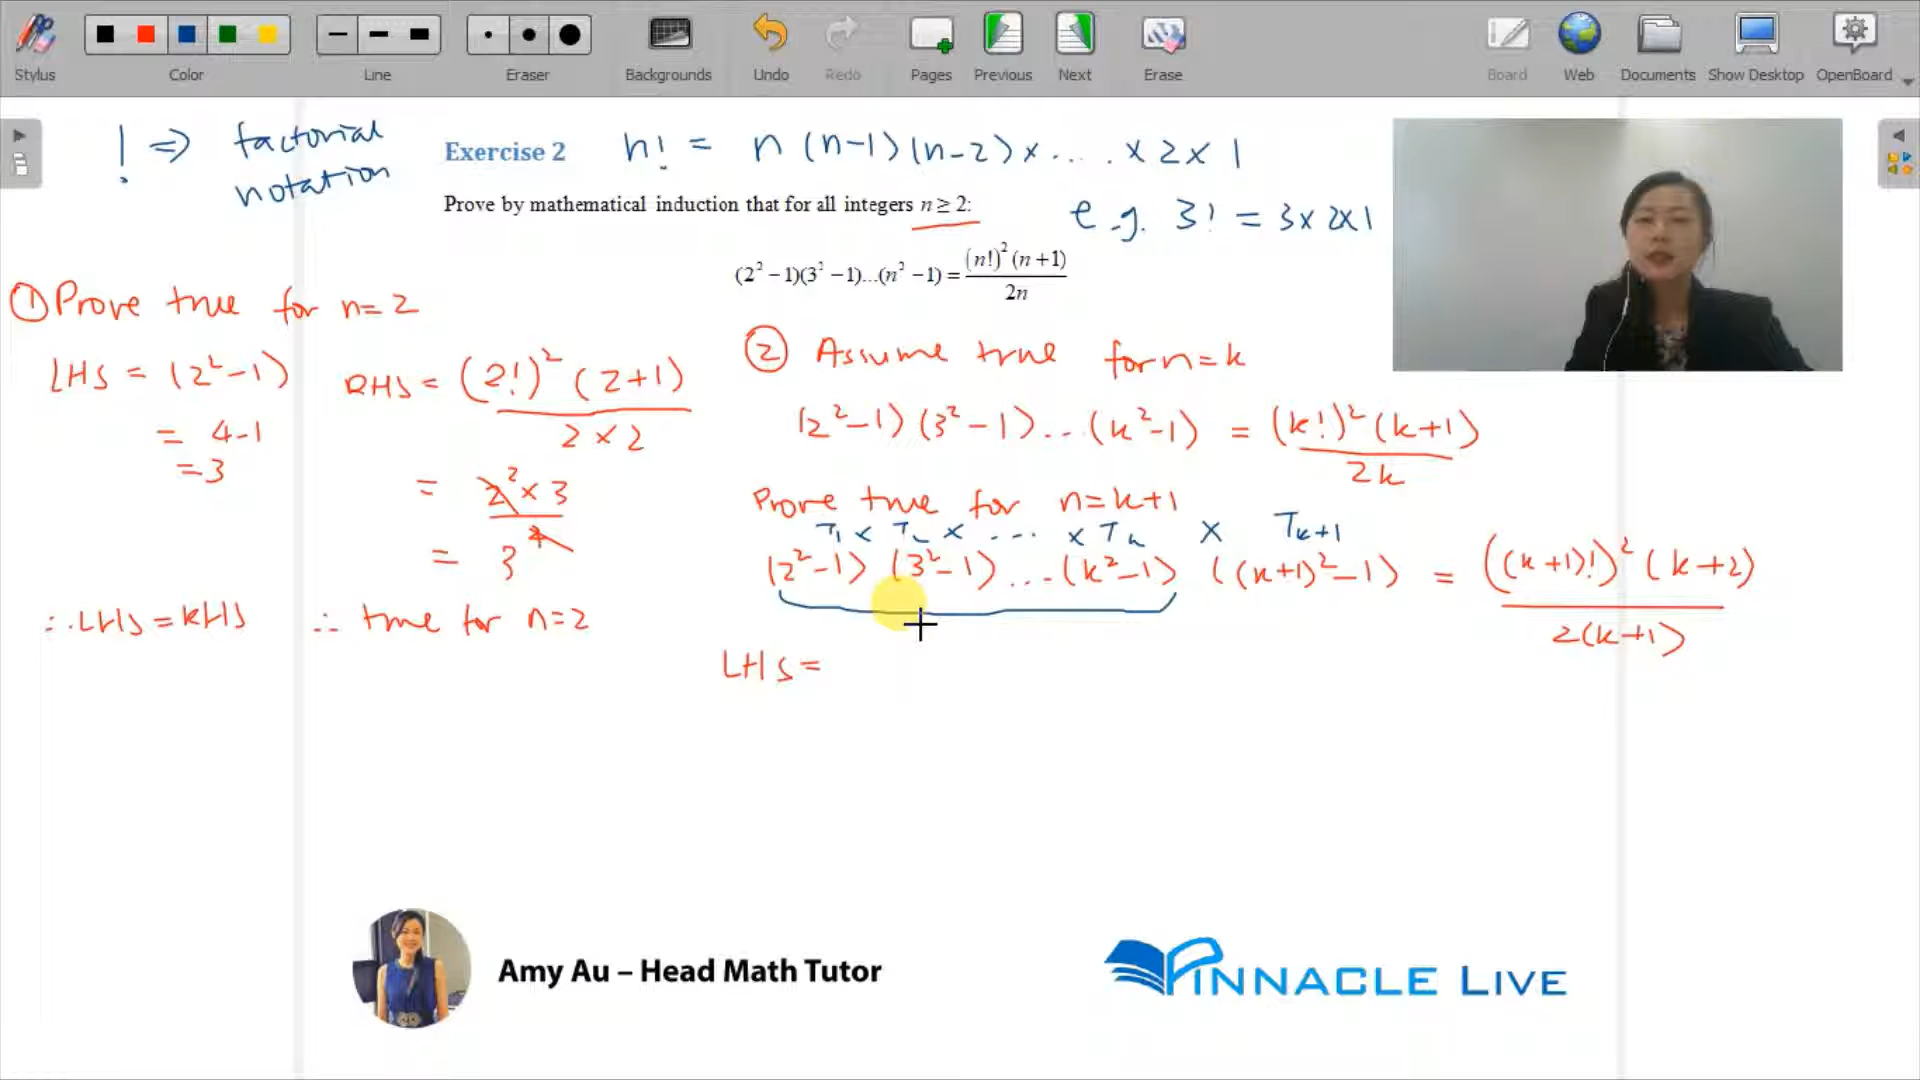 Stylus Color Line Eraser Backgrounds Undo Redo Pages Previous Next Erase Board Web Documents Show Desktop OpenBoard
! ⇒ factorial notation
Exercise 2 n! = n (n-1) (n-2) × .... × 2 × 1
Prove by mathematical induction that for all integers n ≥ 2:
e.g. 3! = 3×2×1
(2² − 1)(3² − 1)...(n² − 1) = (n!)² (n + 1) / 2n
① Prove true for n=2
LHS = (2²-1)
= 4-1
= 3
RHS = (2!)² (2+1) / 2×2
= 2² × 3 / 4
= 3
∴ LHS = RHS ∴ true for n=2
② Assume true for n=k
(2²-1) (3²-1)... (k²-1) = (k!)² (k+1) / 2k
Prove true for n=k+1
T₁ × T₂ × ... × Tₖ × Tₖ₊₁
(2²-1) (3²-1) ... (k²-1) ((k+1)²-1) = ((k+1)!)² (k+2) / 2(k+1)
LHS =
Amy Au – Head Math Tutor
PINNACLE LIVE